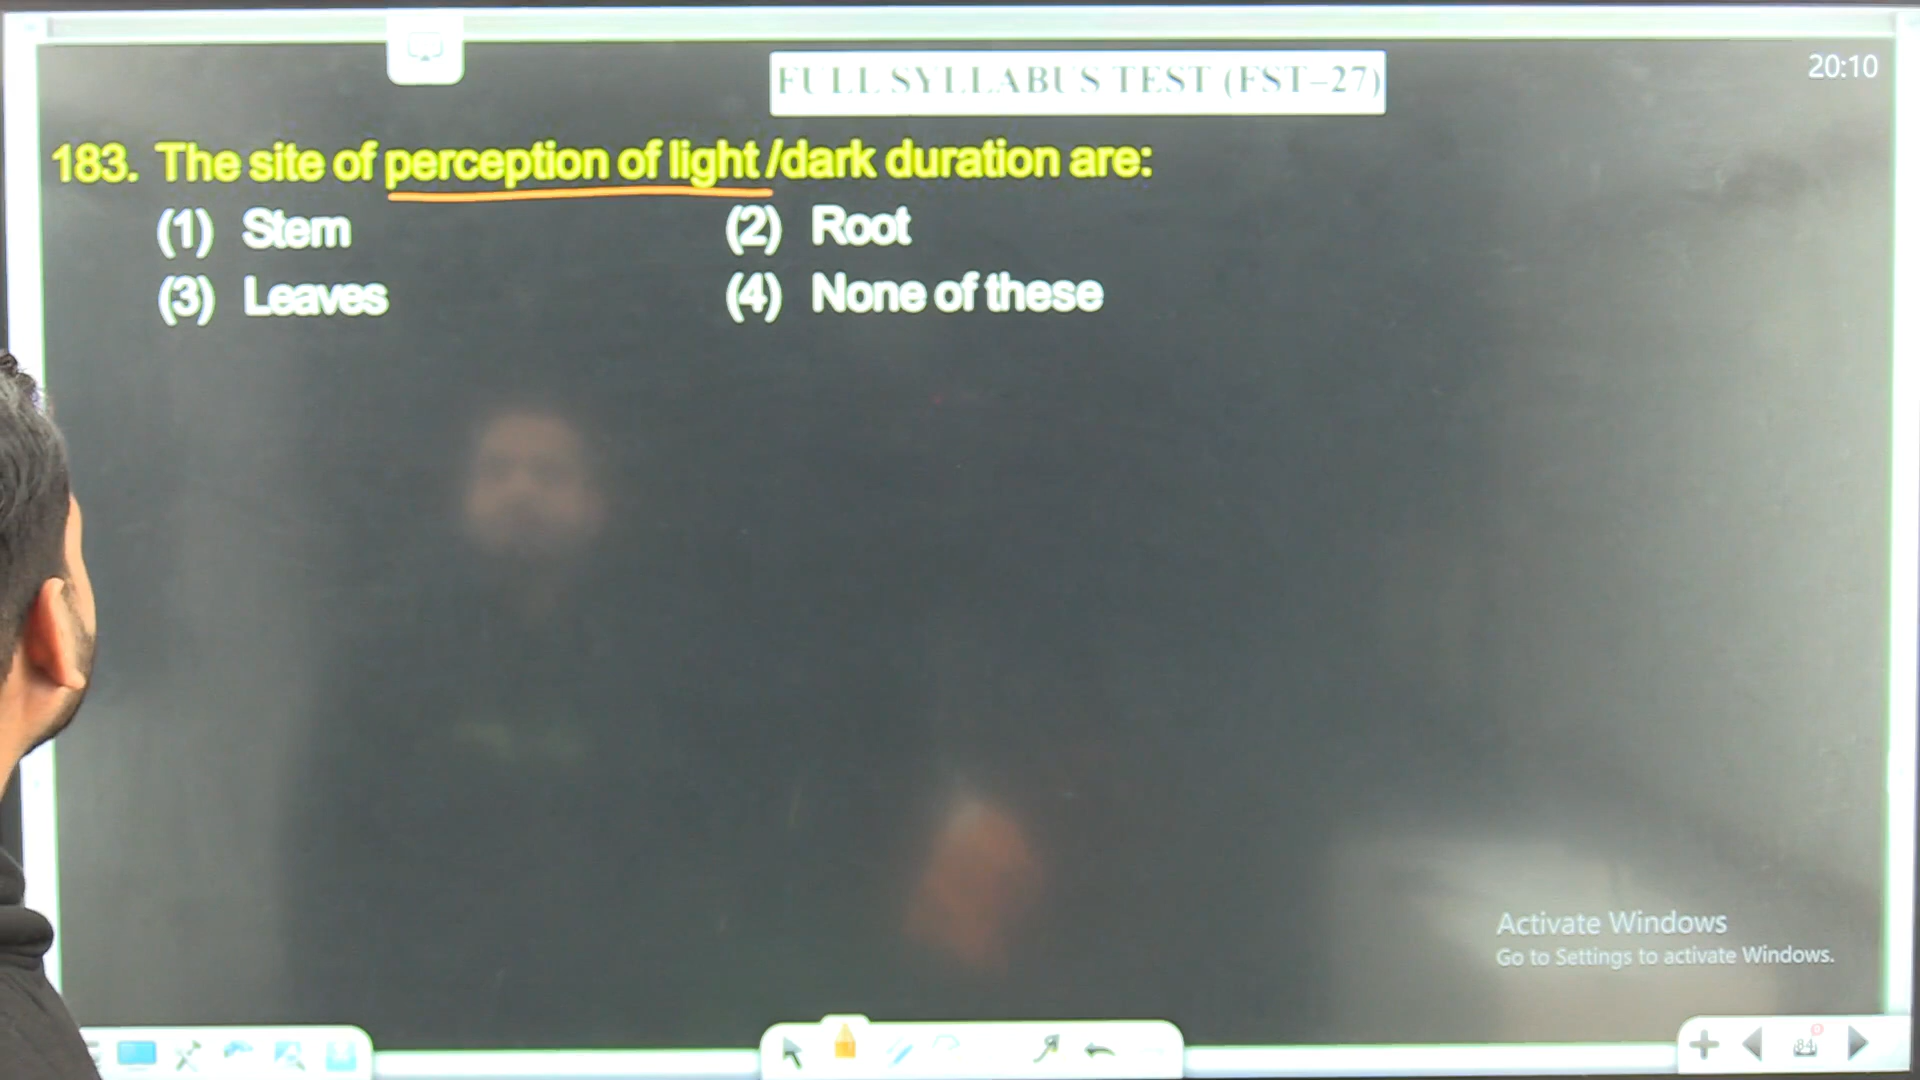 20:10
FULL SYLLABUS TEST (FST–27)
183. The site of perception of light /dark duration are:
(1) Stem (2) Root
(3) Leaves (4) None of these
Activate Windows
Go to Settings to activate Windows.
84